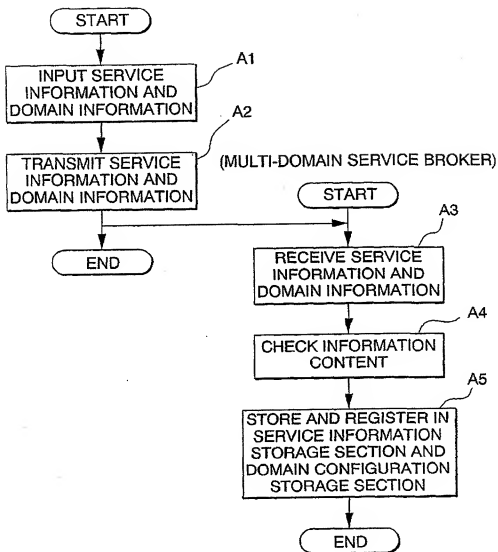 START
A1
INPUT SERVICE
INFORMATION AND
DOMAIN INFORMATION
A2
TRANSMIT SERVICE
INFORMATION AND
DOMAIN INFORMATION
END
(MULTI-DOMAIN SERVICE BROKER)
START
A3
RECEIVE SERVICE
INFORMATION AND
DOMAIN INFORMATION
A4
CHECK INFORMATION
CONTENT
A5
STORE AND REGISTER IN
SERVICE INFORMATION
STORAGE SECTION AND
DOMAIN CONFIGURATION
STORAGE SECTION
END